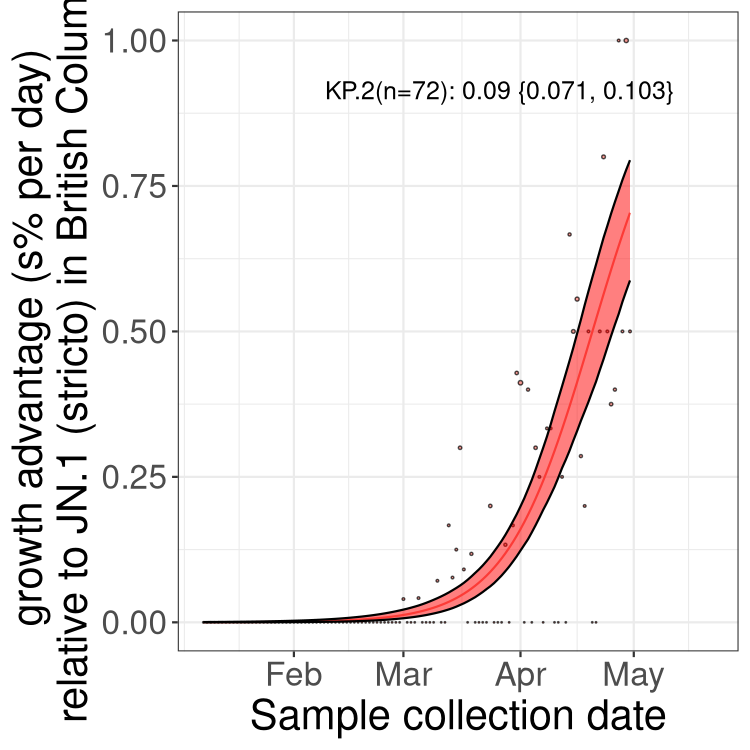 growth advantage (s% per day)
relative to JN.1 (stricto) in British Colum
1.00
0.75
0.50
0.25
0.00
KP.2(n=72): 0.09 {0.071, 0.103}
Feb Mar Apr May
Sample collection date